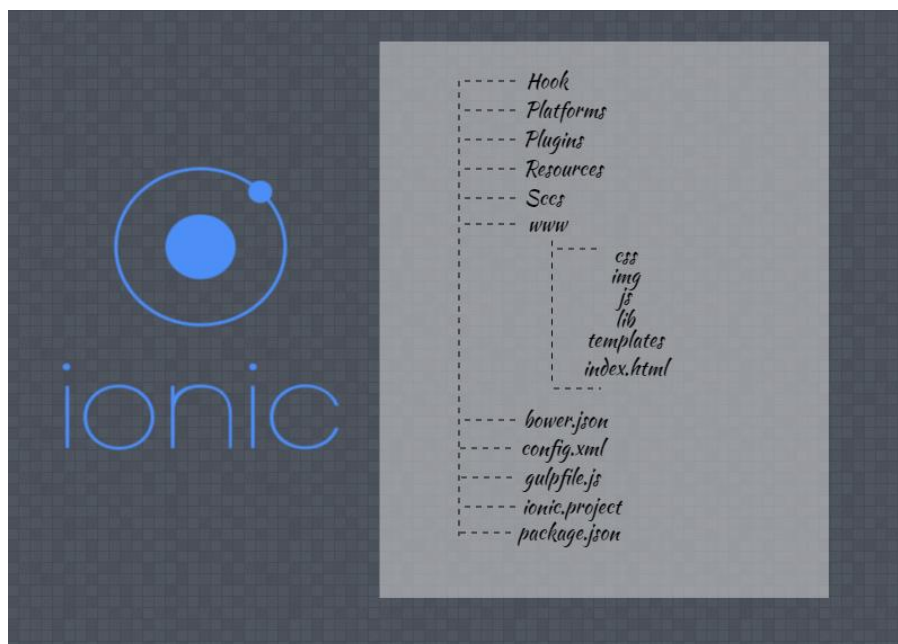 ionic
Hook
Platforms
Plugins
Resources
Sccs
www
css
img
js
lib
templates
index.html
bower.json
config.xml
gulpfile.js
ionic.project
package.json